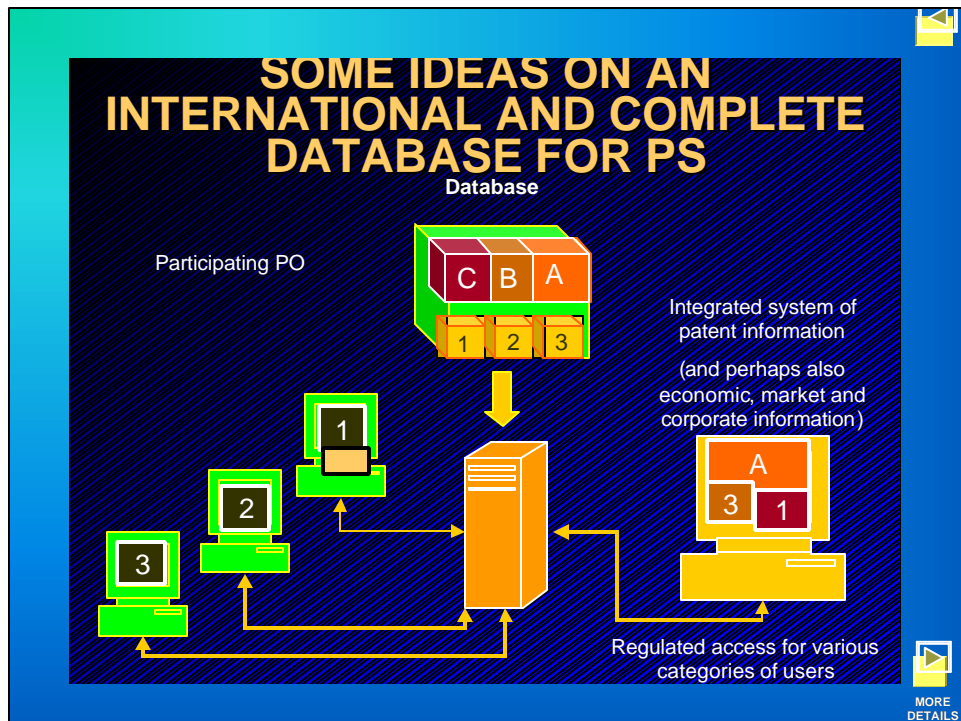 SOME IDEAS ON AN
INTERNATIONAL AND COMPLETE
DATABASE FOR PS
Database
Participating PO
C B A
1 2 3
Integrated system of
patent information
(and perhaps also
economic, market and
corporate information)
1
2
3
A
3 1
Regulated access for various
categories of users
MORE
DETAILS